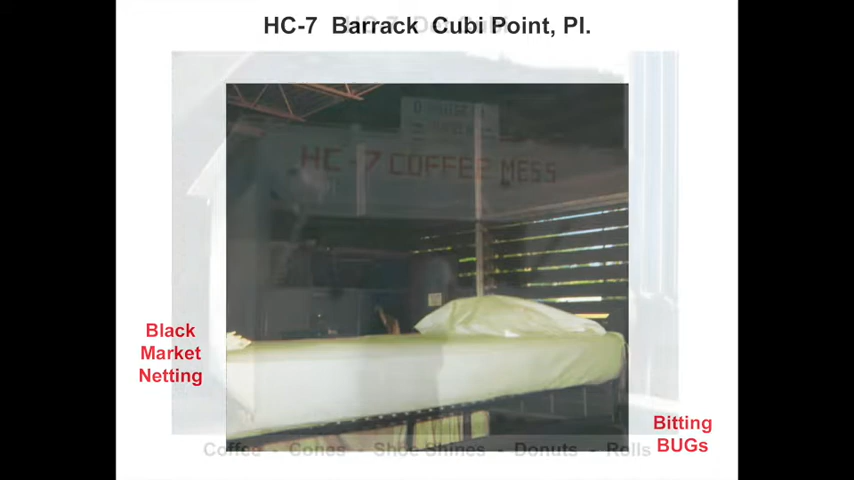 HC-7 Barrack Cubi Point, PI.
HC-7 COFFEE MESS
Black
Market
Netting
Bitting
BUGs
Coffee - Cones - Shoe Shines - Donuts - Rolls